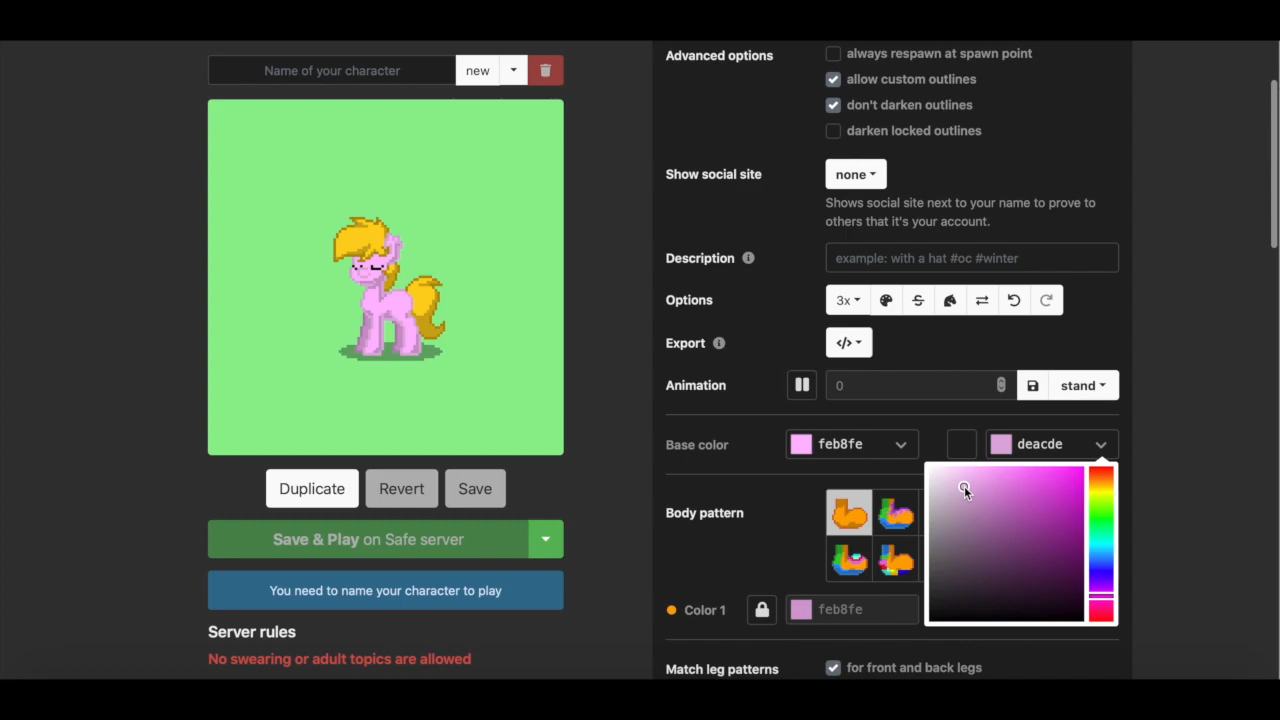 Name of your character
new
Duplicate
Revert
Save
Save & Play on Safe server
You need to name your character to play
Server rules
No swearing or adult topics are allowed
Advanced options
always respawn at spawn point
allow custom outlines
don't darken outlines
darken locked outlines
Show social site
none
Shows social site next to your name to prove to
others that it's your account.
Description
example: with a hat #oc #winter
Options
3x
Export
</>
Animation
0
stand
Base color
feb8fe
deacde
Body pattern
Color 1
feb8fe
Match leg patterns
for front and back legs